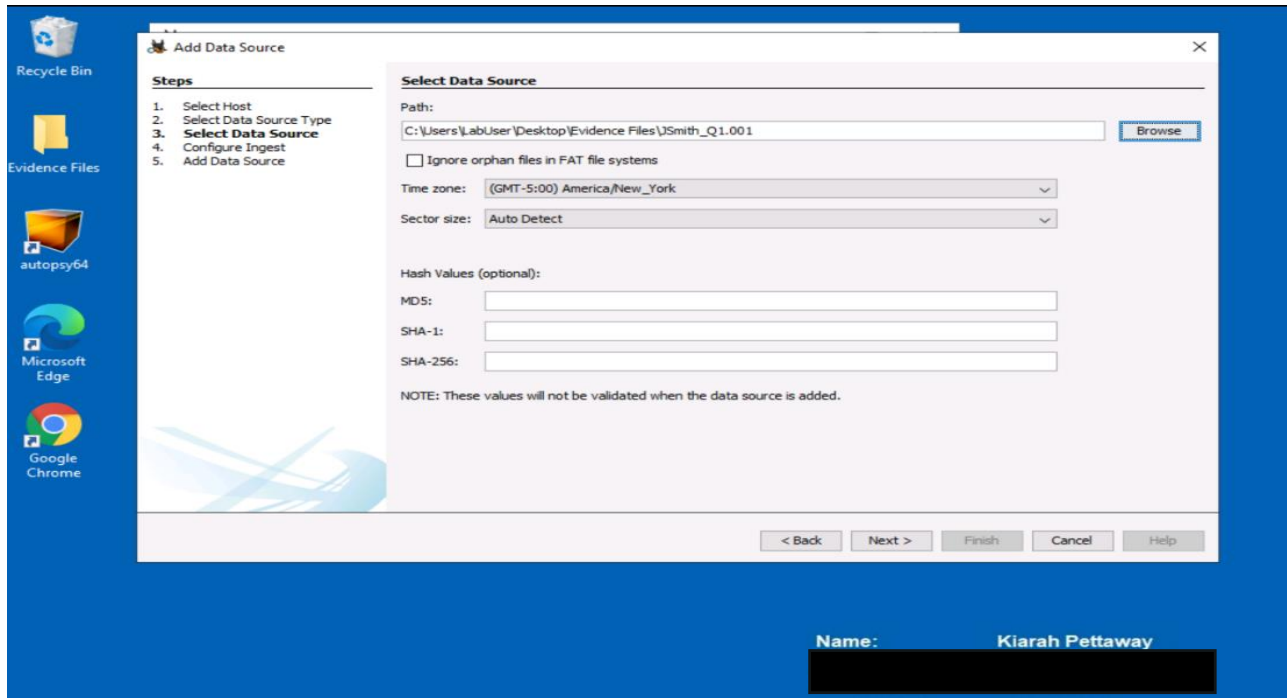 Recycle Bin
Evidence Files
autopsy64
Microsoft
Edge
Google
Chrome
Add Data Source
Steps
1. Select Host
2. Select Data Source Type
3. Select Data Source
4. Configure Ingest
5. Add Data Source
Select Data Source
Path:
C:\Users\LabUser\Desktop\Evidence Files\JSmith_Q1.001
Browse
Ignore orphan files in FAT file systems
Time zone: (GMT-5:00) America/New_York
Sector size: Auto Detect
Hash Values (optional):
MD5:
SHA-1:
SHA-256:
NOTE: These values will not be validated when the data source is added.
< Back Next > Finish Cancel Help
Name: Kiarah Pettaway